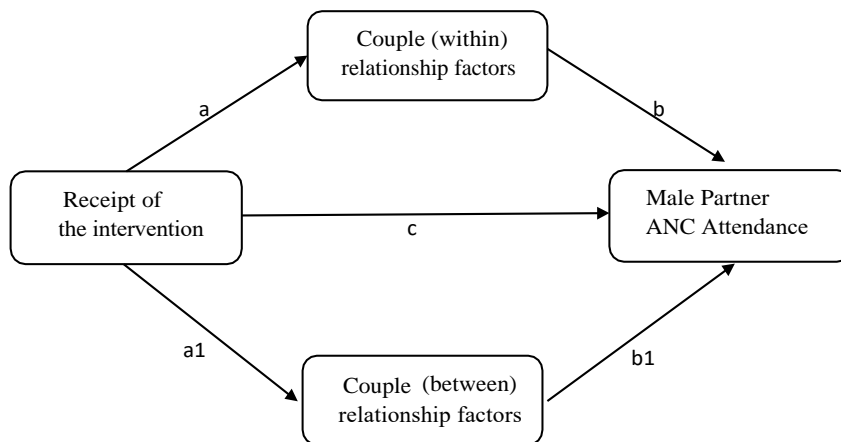 Couple (within)
relationship factors
a
b
Receipt of
the intervention
Male Partner
ANC Attendance
c
a1
b1
Couple (between)
relationship factors